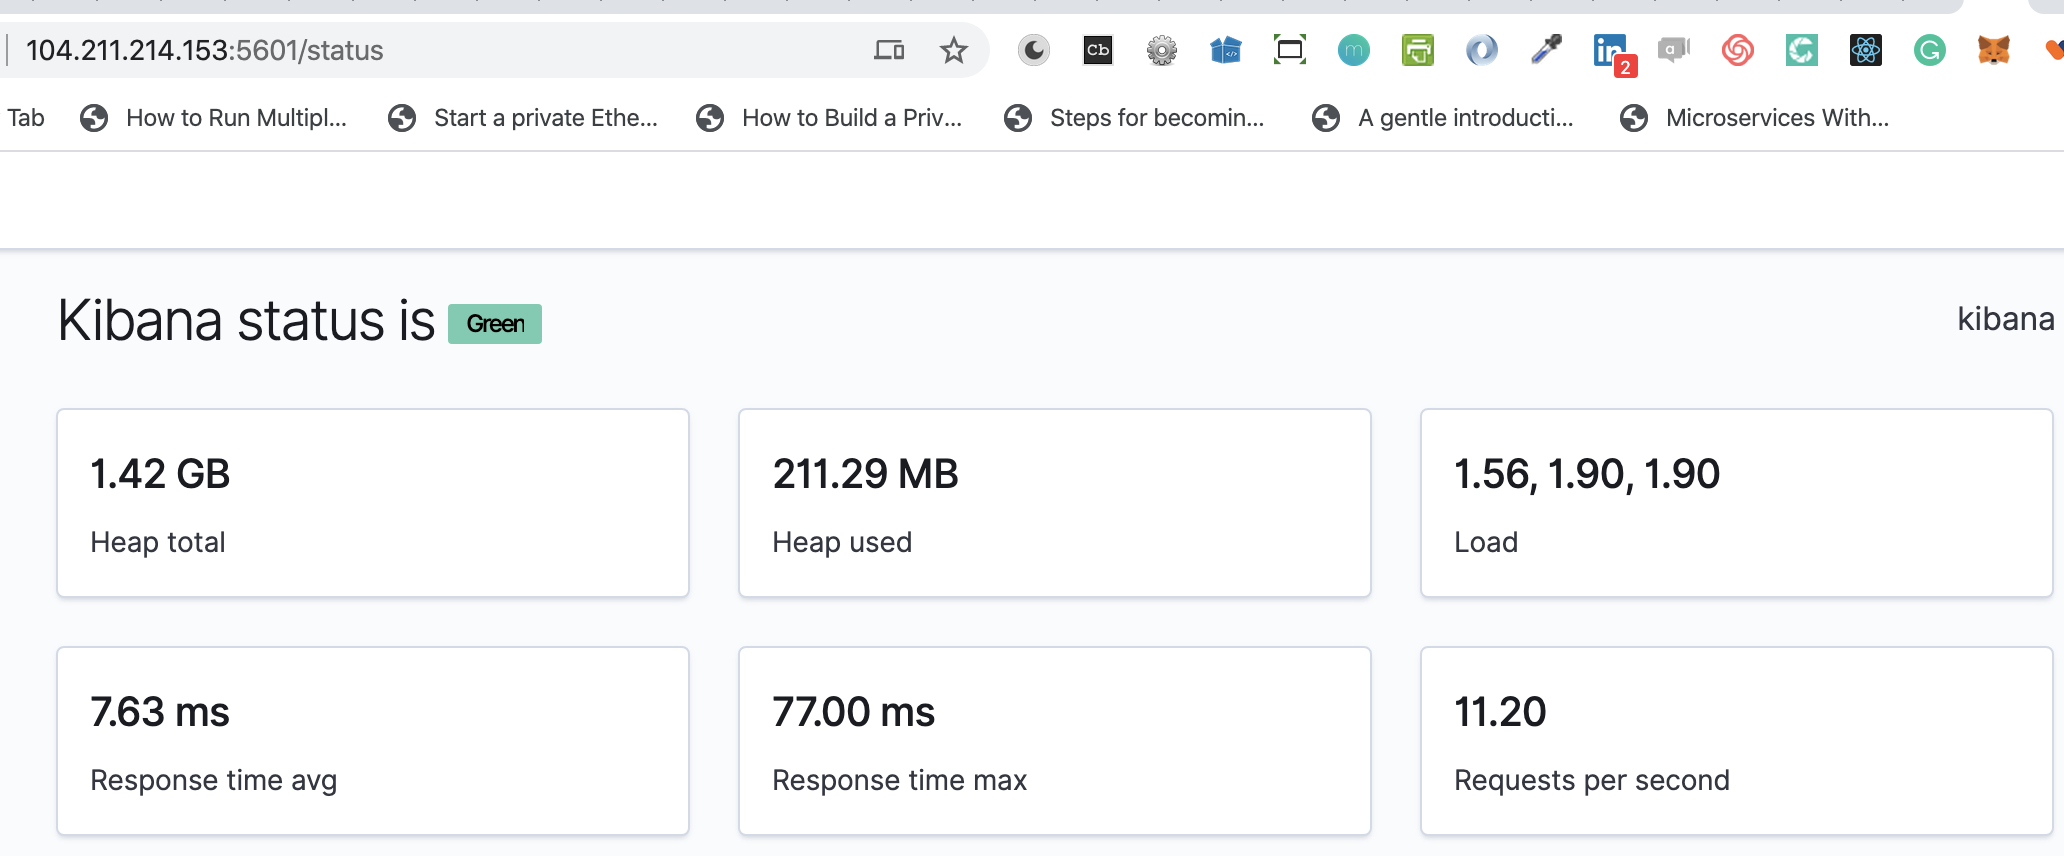 104.211.214.153:5601/status
Cb
m
in
2
a
G
Tab
How to Run Multipl...
Start a private Ethe...
How to Build a Priv...
Steps for becomin...
A gentle introducti...
Microservices With...
Kibana status is Green
kibana
1.42 GB
Heap total
211.29 MB
Heap used
1.56, 1.90, 1.90
Load
7.63 ms
Response time avg
77.00 ms
Response time max
11.20
Requests per second